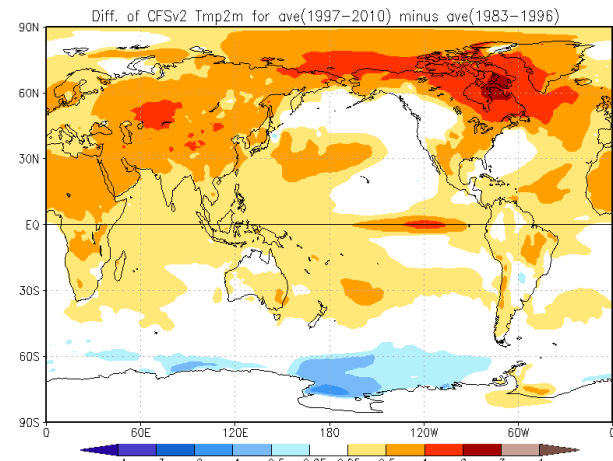 Diff. of CFSv2 Tmp2m for ave(1997−2010) minus ave(1983−1996)
90N
60N
30N
EQ
30S
60S
90S
0 60E 120E 180 120W 60W 0